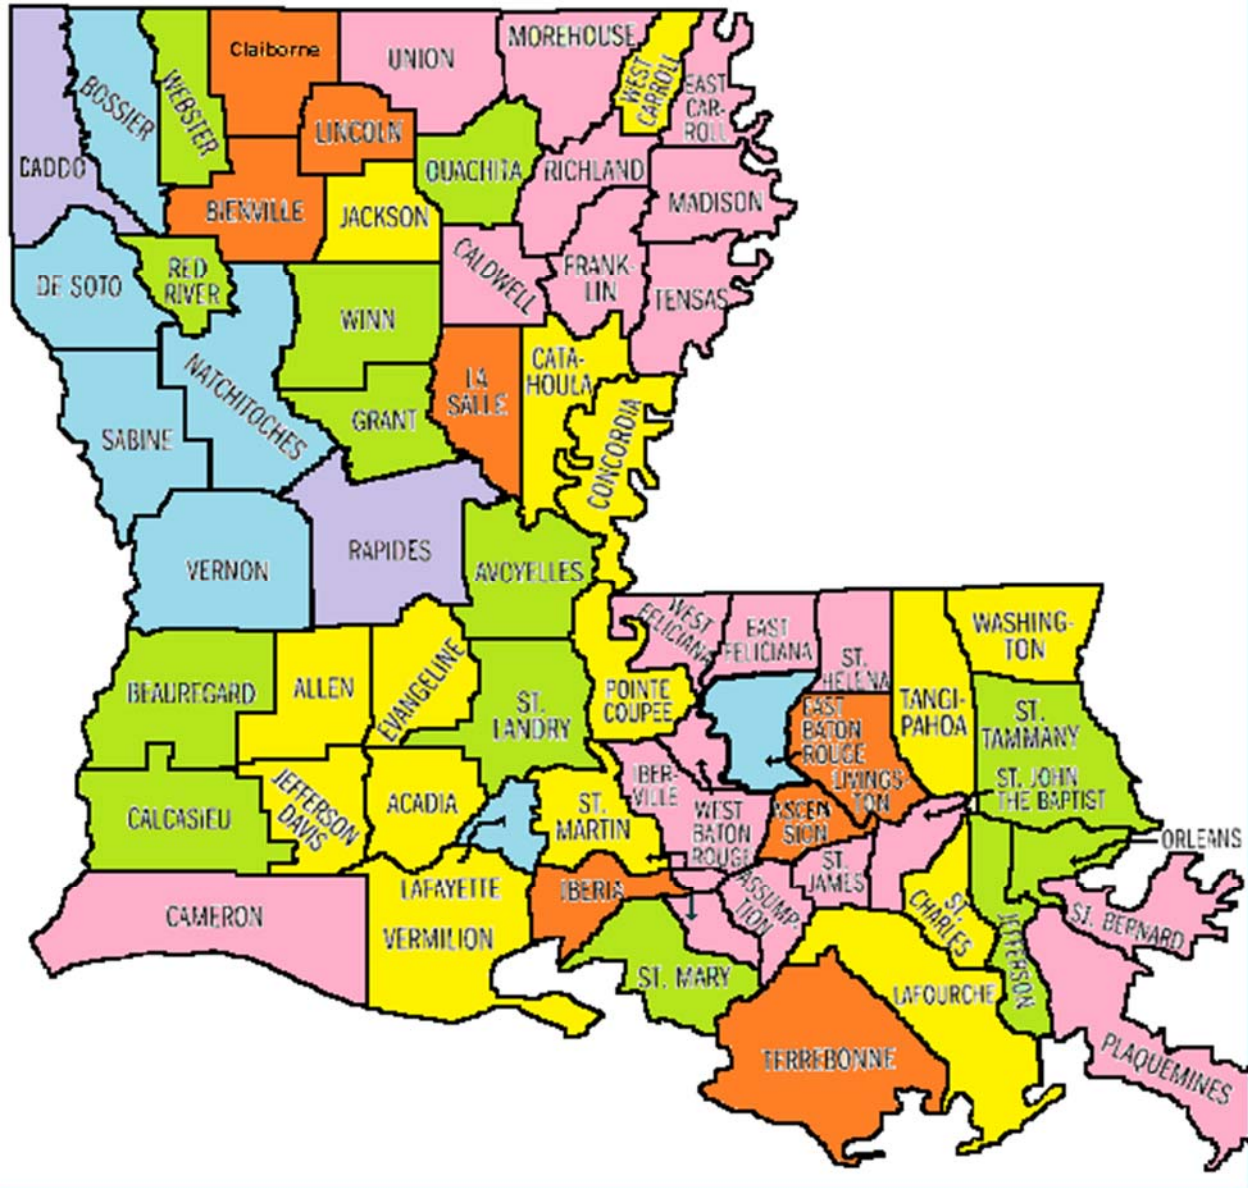 Claiborne
UNION
MOREHOUSE
WEST
CARROLL
EAST
CAR-
ROLL
BOSSIER
WEBSTER
LINCOLN
CADDO
OUACHITA
RICHLAND
BIENVILLE
JACKSON
MADISON
DE SOTO
RED
RIVER
CALDWELL
FRANK-
LIN
TENSAS
WINN
NATCHITOCHES
LA
SALLE
CATA-
HOULA
SABINE
GRANT
CONCORDIA
VERNON
RAPIDES
AVOYELLES
WEST
FELICIANA
EAST
FELICIANA
ST.
HELENA
WASHING-
TON
BEAUREGARD
ALLEN
EVANGELINE
ST.
LANDRY
POINTE
COUPEE
EAST
BATON
ROUGE
TANGI-
PAHOA
ST.
TAMMANY
CALCASIEU
JEFFERSON
DAVIS
ACADIA
ST.
MARTIN
IBER-
VILLE
WEST
BATON
ROUGE
LIVINGS-
TON
ASCEN
SION
ST. JOHN
THE BAPTIST
ORLEANS
CAMERON
LAFAYETTE
VERMILION
IBERIA
ASSUMP-
TION
ST.
JAMES
ST.
CHARLES
JEFFERSON
ST. BERNARD
ST. MARY
LAFOURCHE
TERREBONNE
PLAQUEMINES